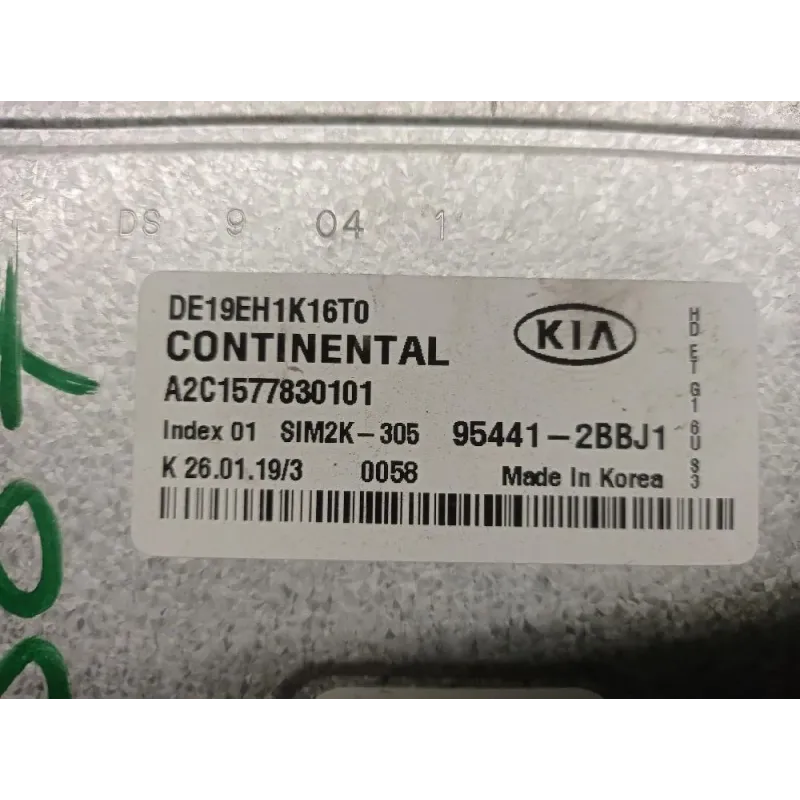 DS 9 04 1
DE19EH1K16T0
KIA
CONTINENTAL
A2C1577830101
Index 01 SIM2K-305 95441-2BBJ1
K 26.01.19/3 0058 Made In Korea
HD ET G1 6U S3